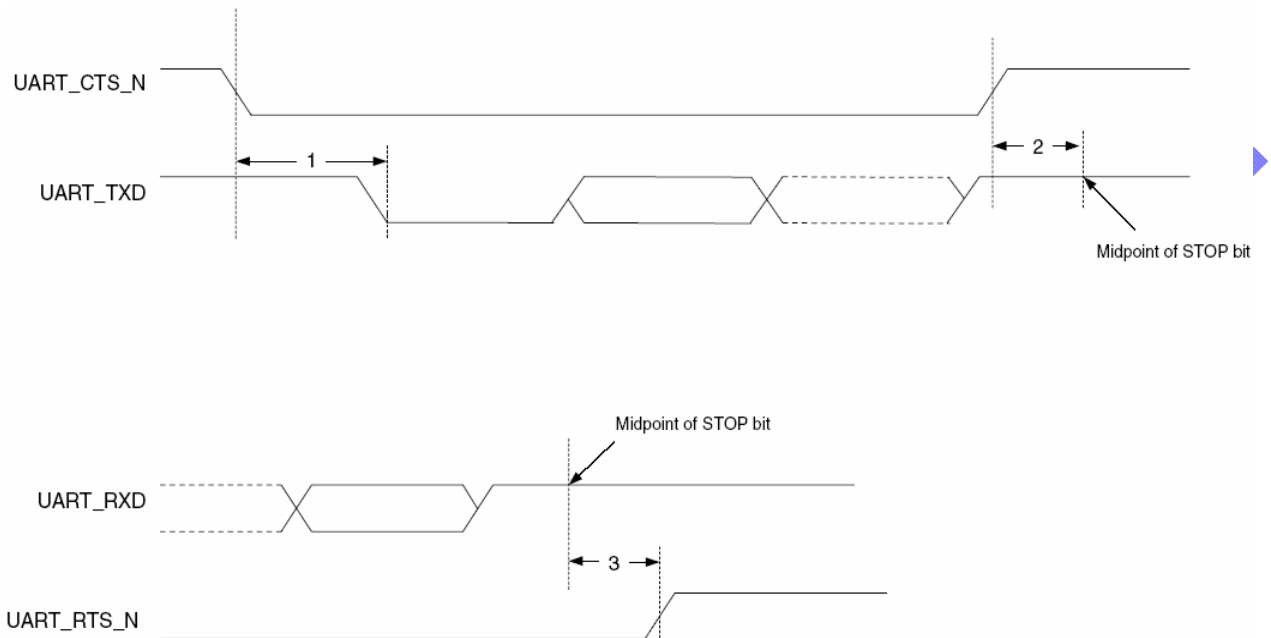 UART_CTS_N
1
2
UART_TXD
Midpoint of STOP bit
Midpoint of STOP bit
UART_RXD
3
UART_RTS_N